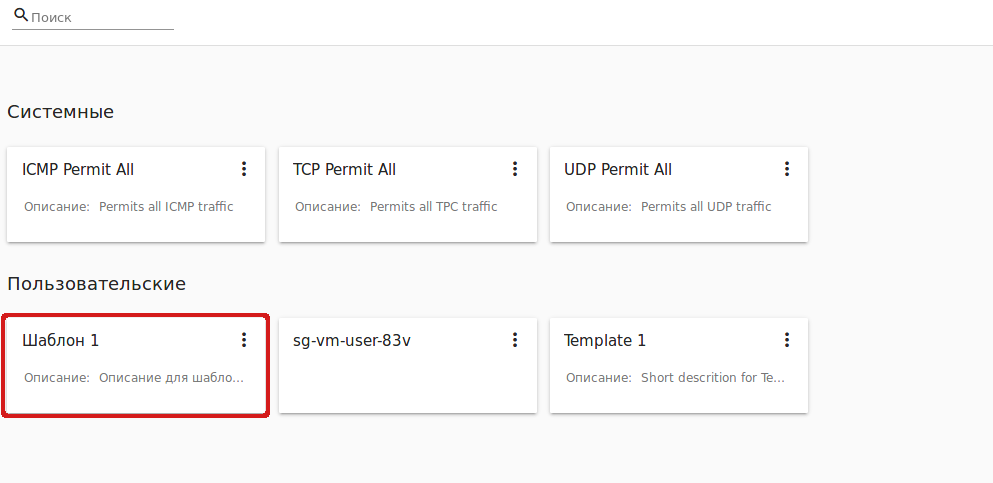 Поиск
Системные
ICMP Permit All
Описание: Permits all ICMP traffic
TCP Permit All
Описание: Permits all TPC traffic
UDP Permit All
Описание: Permits all UDP traffic
Пользовательские
Шаблон 1
Описание: Описание для шабло...
sg-vm-user-83v
Template 1
Описание: Short descrition for Te...